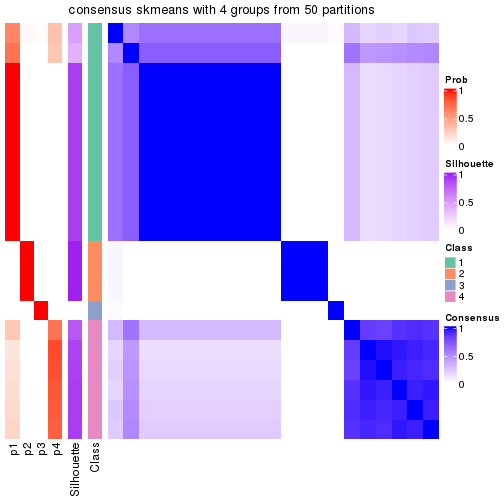 consensus skmeans with 4 groups from 50 partitions
Prob
1
0.5
0
Silhouette
1
0.5
0
Class
1
2
3
4
Consensus
1
0.5
0
p1
p2
p3
p4
Silhouette
Class